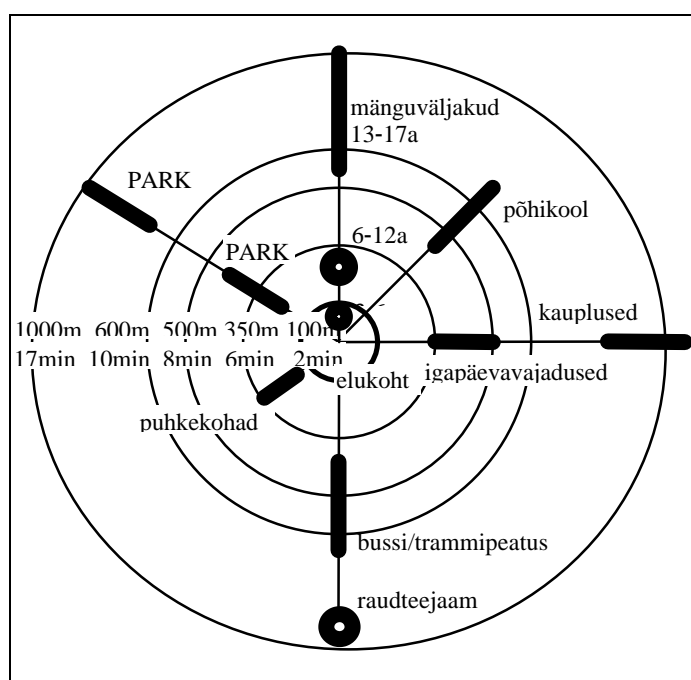 mänguväljakud
13-17a
PARK
põhikool
6-12a
PARK
kauplused
1000m 600m 500m 350m 100m
17min 10min 8min 6min 2min
elukoht
igapäevavajadused
puhkekohad
bussi/trammipeatus
raudteejaam